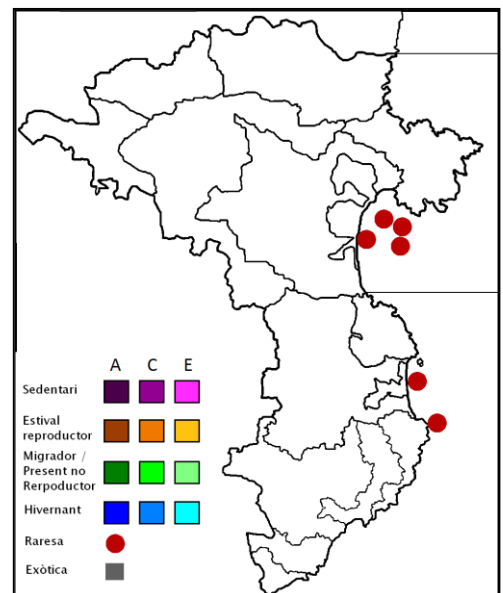 A C E
Sedentari
Estival
reproductor
Migrador /
Present no
Rerpoductor
Hivernant
Raresa
Exòtica